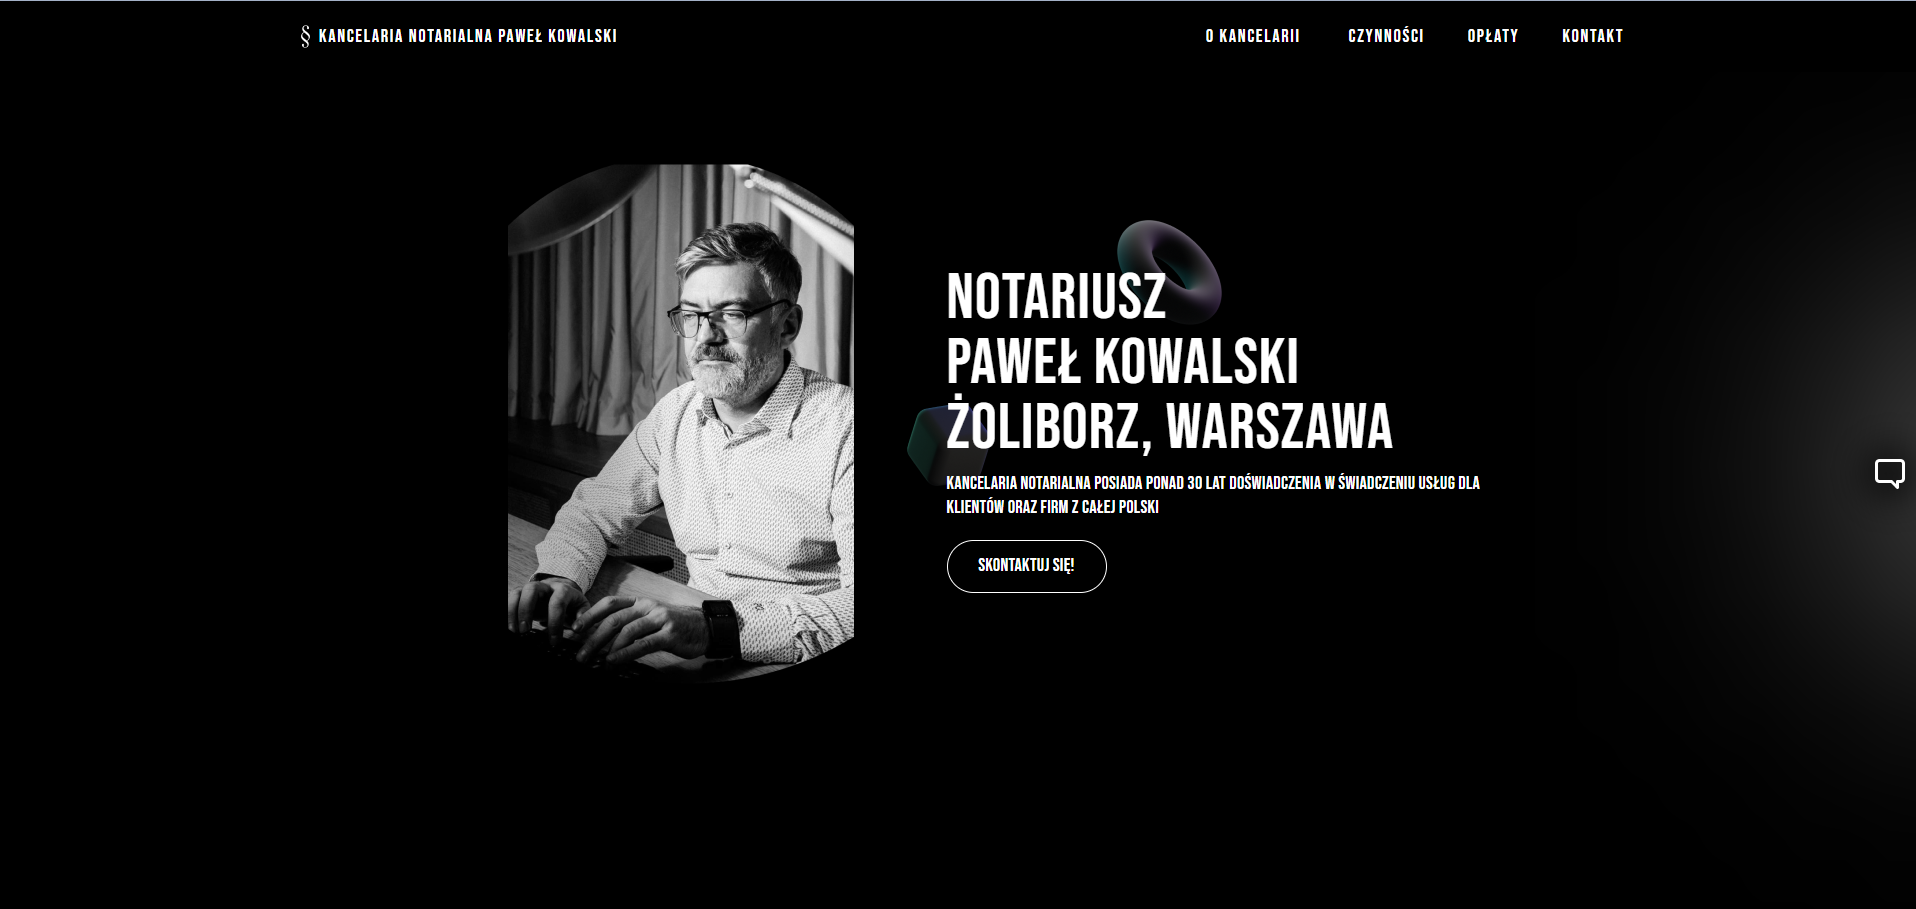 § KANCELARIA NOTARIALNA PAWEŁ KOWALSKI
O KANCELARII
CZYNNOŚCI
OPŁATY
KONTAKT
NOTARIUSZ
PAWEŁ KOWALSKI
ŻOLIBORZ, WARSZAWA
KANCELARIA NOTARIALNA POSIADA PONAD 30 LAT DOŚWIADCZENIA W ŚWIADCZENIU USŁUG DLA
KLIENTÓW ORAZ FIRM Z CAŁEJ POLSKI
SKONTAKTUJ SIĘ!